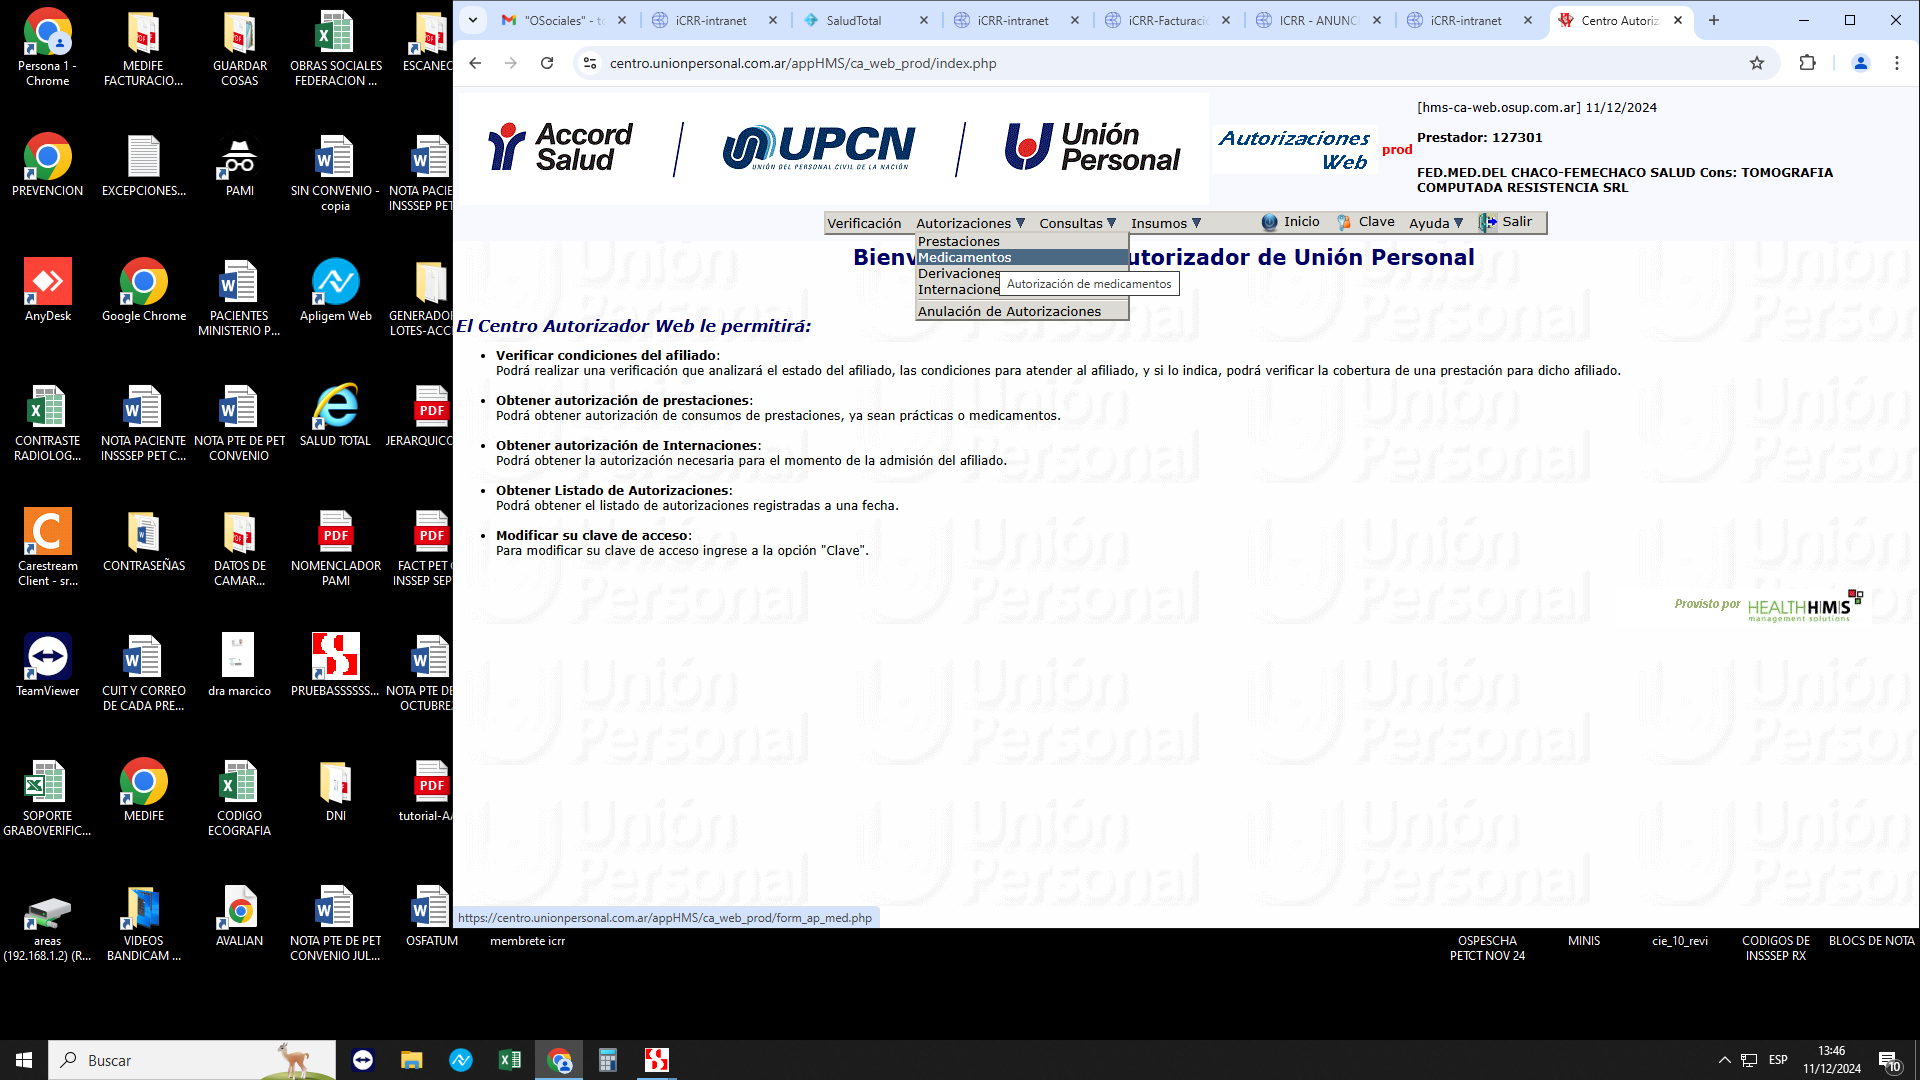 Persona 1 -
Chrome
MEDIFE
FACTURACIO...
GUARDAR
COSAS
OBRAS SOCIALES
FEDERACION ...
ESCANEO
PREVENCION
EXCEPCIONES...
PAMI
SIN CONVENIO -
copia
NOTA PACIE
INSSSEP PET
AnyDesk
Google Chrome
PACIENTES
MINISTERIO P...
Apligem Web
GENERADOR
LOTES-ACC
CONTRASTE
RADIOLOG...
NOTA PACIENTE
INSSSEP PET C...
NOTA PTE DE PET
CONVENIO
SALUD TOTAL
JERARQUICO
Carestream
Client - sr...
CONTRASEÑAS
DATOS DE
CAMAR...
NOMENCLADOR
PAMI
FACT PET
INSSEP SEP
TeamViewer
CUIT Y CORREO
DE CADA PRE...
dra marcico
PRUEBASSSSSS...
NOTA PTE DE
OCTUBRE
SOPORTE
GRABOVERIFIC...
MEDIFE
CODIGO
ECOGRAFIA
DNI
tutorial-A
areas
(192.168.1.2) (R...
VIDEOS
BANDICAM ...
AVALIAN
NOTA PTE DE PET
CONVENIO JUL...
OSFATUM
membrete icrr
OSPESCHA
PETCT NOV 24
MINIS
cie_10_revi
CODIGOS DE
INSSSEP RX
BLOCS DE NOTA
"OSociales" - to
iCRR-intranet
SaludTotal
iCRR-intranet
iCRR-Facturaci
ICRR - ANUNCI
iCRR-intranet
Centro Autoriz
centro.unionpersonal.com.ar/appHMS/ca_web_prod/index.php
Accord
Salud
UPCN
UNIÓN DEL PERSONAL CIVIL DE LA NACIÓN
Unión
Personal
Autorizaciones
Web
prod
[hms-ca-web.osup.com.ar] 11/12/2024
Prestador: 127301
FED.MED.DEL CHACO-FEMECHACO SALUD Cons: TOMOGRAFIA
COMPUTADA RESISTENCIA SRL
Verificación Autorizaciones Consultas Insumos Inicio Clave Ayuda Salir
Prestaciones
Medicamentos
Derivaciones
Internacione
Anulación de Autorizaciones
Autorización de medicamentos
Bienv utorizador de Unión Personal
El Centro Autorizador Web le permitirá:
• Verificar condiciones del afiliado:
Podrá realizar una verificación que analizará el estado del afiliado, las condiciones para atender al afiliado, y si lo indica, podrá verificar la cobertura de una prestación para dicho afiliado.
• Obtener autorización de prestaciones:
Podrá obtener autorización de consumos de prestaciones, ya sean prácticas o medicamentos.
• Obtener autorización de Internaciones:
Podrá obtener la autorización necesaria para el momento de la admisión del afiliado.
• Obtener Listado de Autorizaciones:
Podrá obtener el listado de autorizaciones registradas a una fecha.
• Modificar su clave de acceso:
Para modificar su clave de acceso ingrese a la opción "Clave".
Provisto por HEALTH HMS
management solutions
https://centro.unionpersonal.com.ar/appHMS/ca_web_prod/form_ap_med.php
Buscar
ESP
13:46
11/12/2024
10